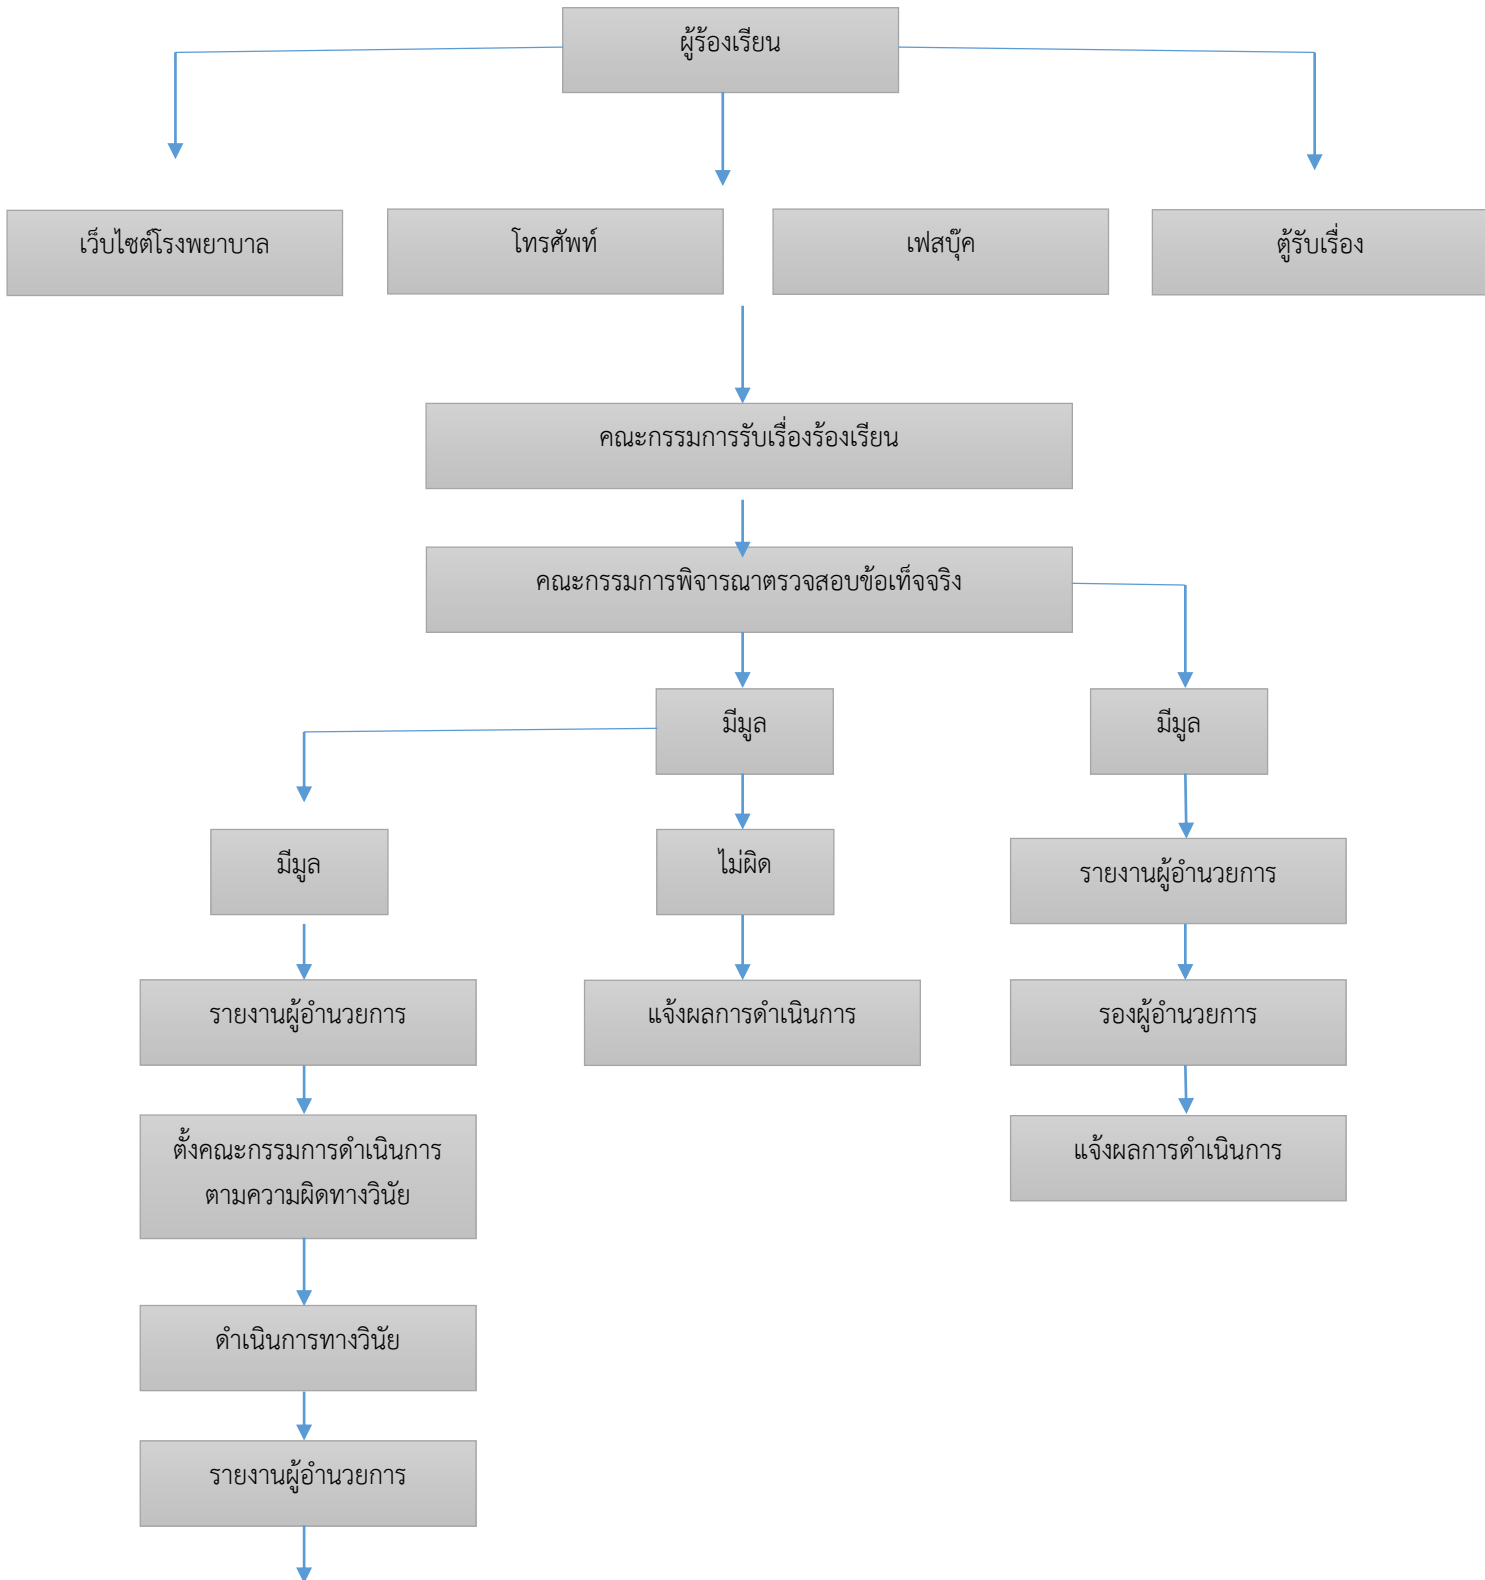 ผู้ร้องเรียน
เว็บไซต์โรงพยาบาล
โทรศัพท์
เฟสบุ๊ค
ตู้รับเรื่อง
คณะกรรมการรับเรื่องร้องเรียน
คณะกรรมการพิจารณาตรวจสอบข้อเท็จจริง
มีมูล
มีมูล
มีมูล
ไม่ผิด
รายงานผู้อำนวยการ
รายงานผู้อำนวยการ
แจ้งผลการดำเนินการ
รองผู้อำนวยการ
ตั้งคณะกรรมการดำเนินการ
ตามความผิดทางวินัย
แจ้งผลการดำเนินการ
ดำเนินการทางวินัย
รายงานผู้อำนวยการ